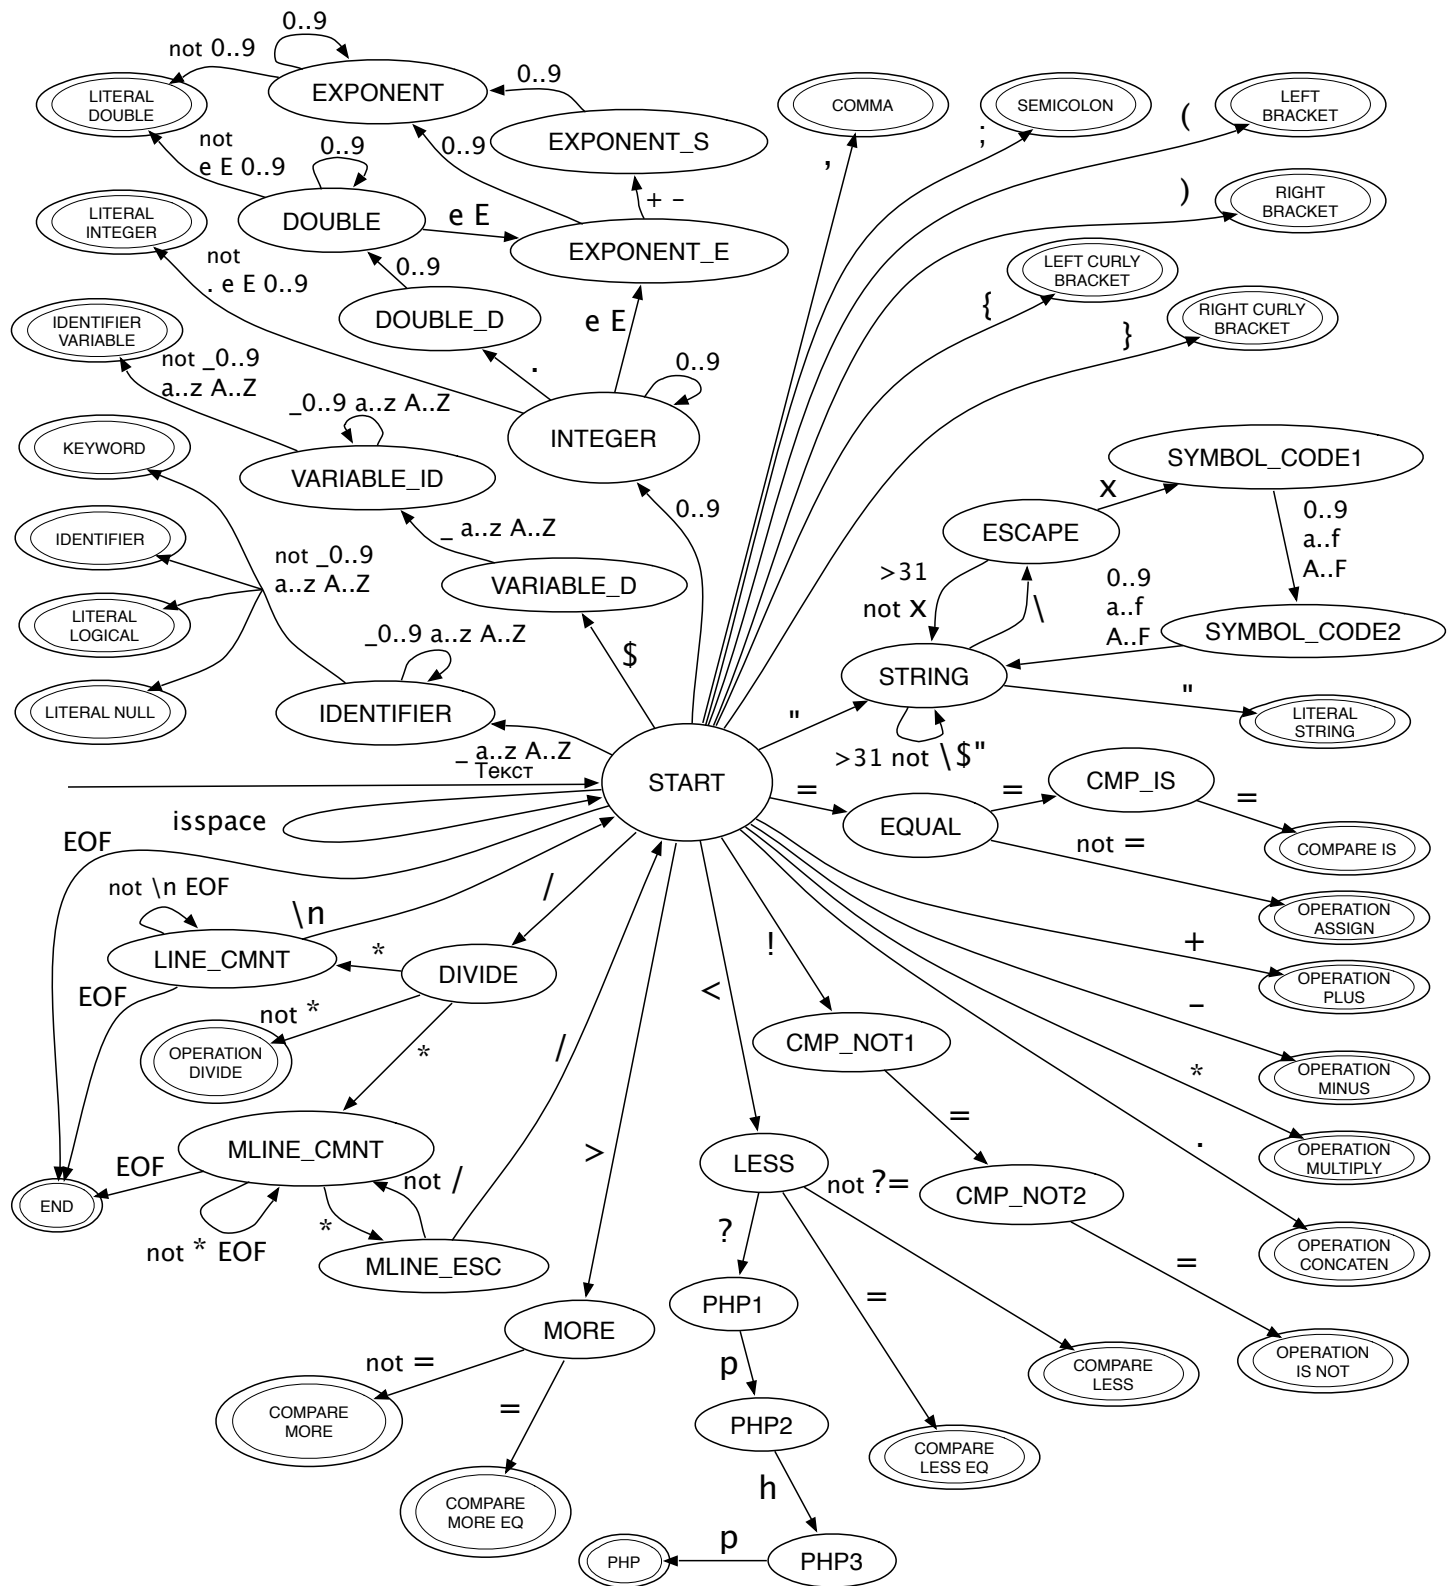 0..9
not 0..9
EXPONENT
LITERAL
DOUBLE
0..9
EXPONENT_S
COMMA
,
SEMICOLON
;
LEFT
BRACKET
(
not
e E 0..9
0..9
0..9
+ -
LITERAL
INTEGER
DOUBLE
e E
EXPONENT_E
RIGHT
BRACKET
)
not
. e E 0..9
0..9
DOUBLE_D
e E
LEFT CURLY
BRACKET
{
RIGHT CURLY
BRACKET
}
IDENTIFIER
VARIABLE
not _0..9
a..z A..Z
.
0..9
_0..9 a..z A..Z
INTEGER
KEYWORD
VARIABLE_ID
SYMBOL_CODE1
x
0..9
0..9
a..f
A..F
ESCAPE
IDENTIFIER
not _0..9
a..z A..Z
_ a..z A..Z
VARIABLE_D
>31
not x
\
0..9
a..f
A..F
LITERAL
LOGICAL
SYMBOL_CODE2
_0..9 a..z A..Z
$
STRING
"
LITERAL NULL
IDENTIFIER
"
LITERAL
STRING
>31 not \$"
_ a..z A..Z
Текст
START
=
=
CMP_IS
=
isspace
EQUAL
EOF
not =
COMPARE IS
not \n EOF
\n
/
OPERATION
ASSIGN
!
+
LINE_CMNT
*
DIVIDE
<
OPERATION
PLUS
EOF
not *
-
OPERATION
DIVIDE
*
/
CMP_NOT1
*
OPERATION
MINUS
=
.
MLINE_CMNT
>
LESS
OPERATION
MULTIPLY
EOF
not /
not ?=
CMP_NOT2
END
*
?
not * EOF
MLINE_ESC
=
OPERATION
CONCATEN
PHP1
=
MORE
not =
p
COMPARE
LESS
OPERATION
IS NOT
COMPARE
MORE
=
PHP2
COMPARE
LESS EQ
h
COMPARE
MORE EQ
p
PHP
PHP3